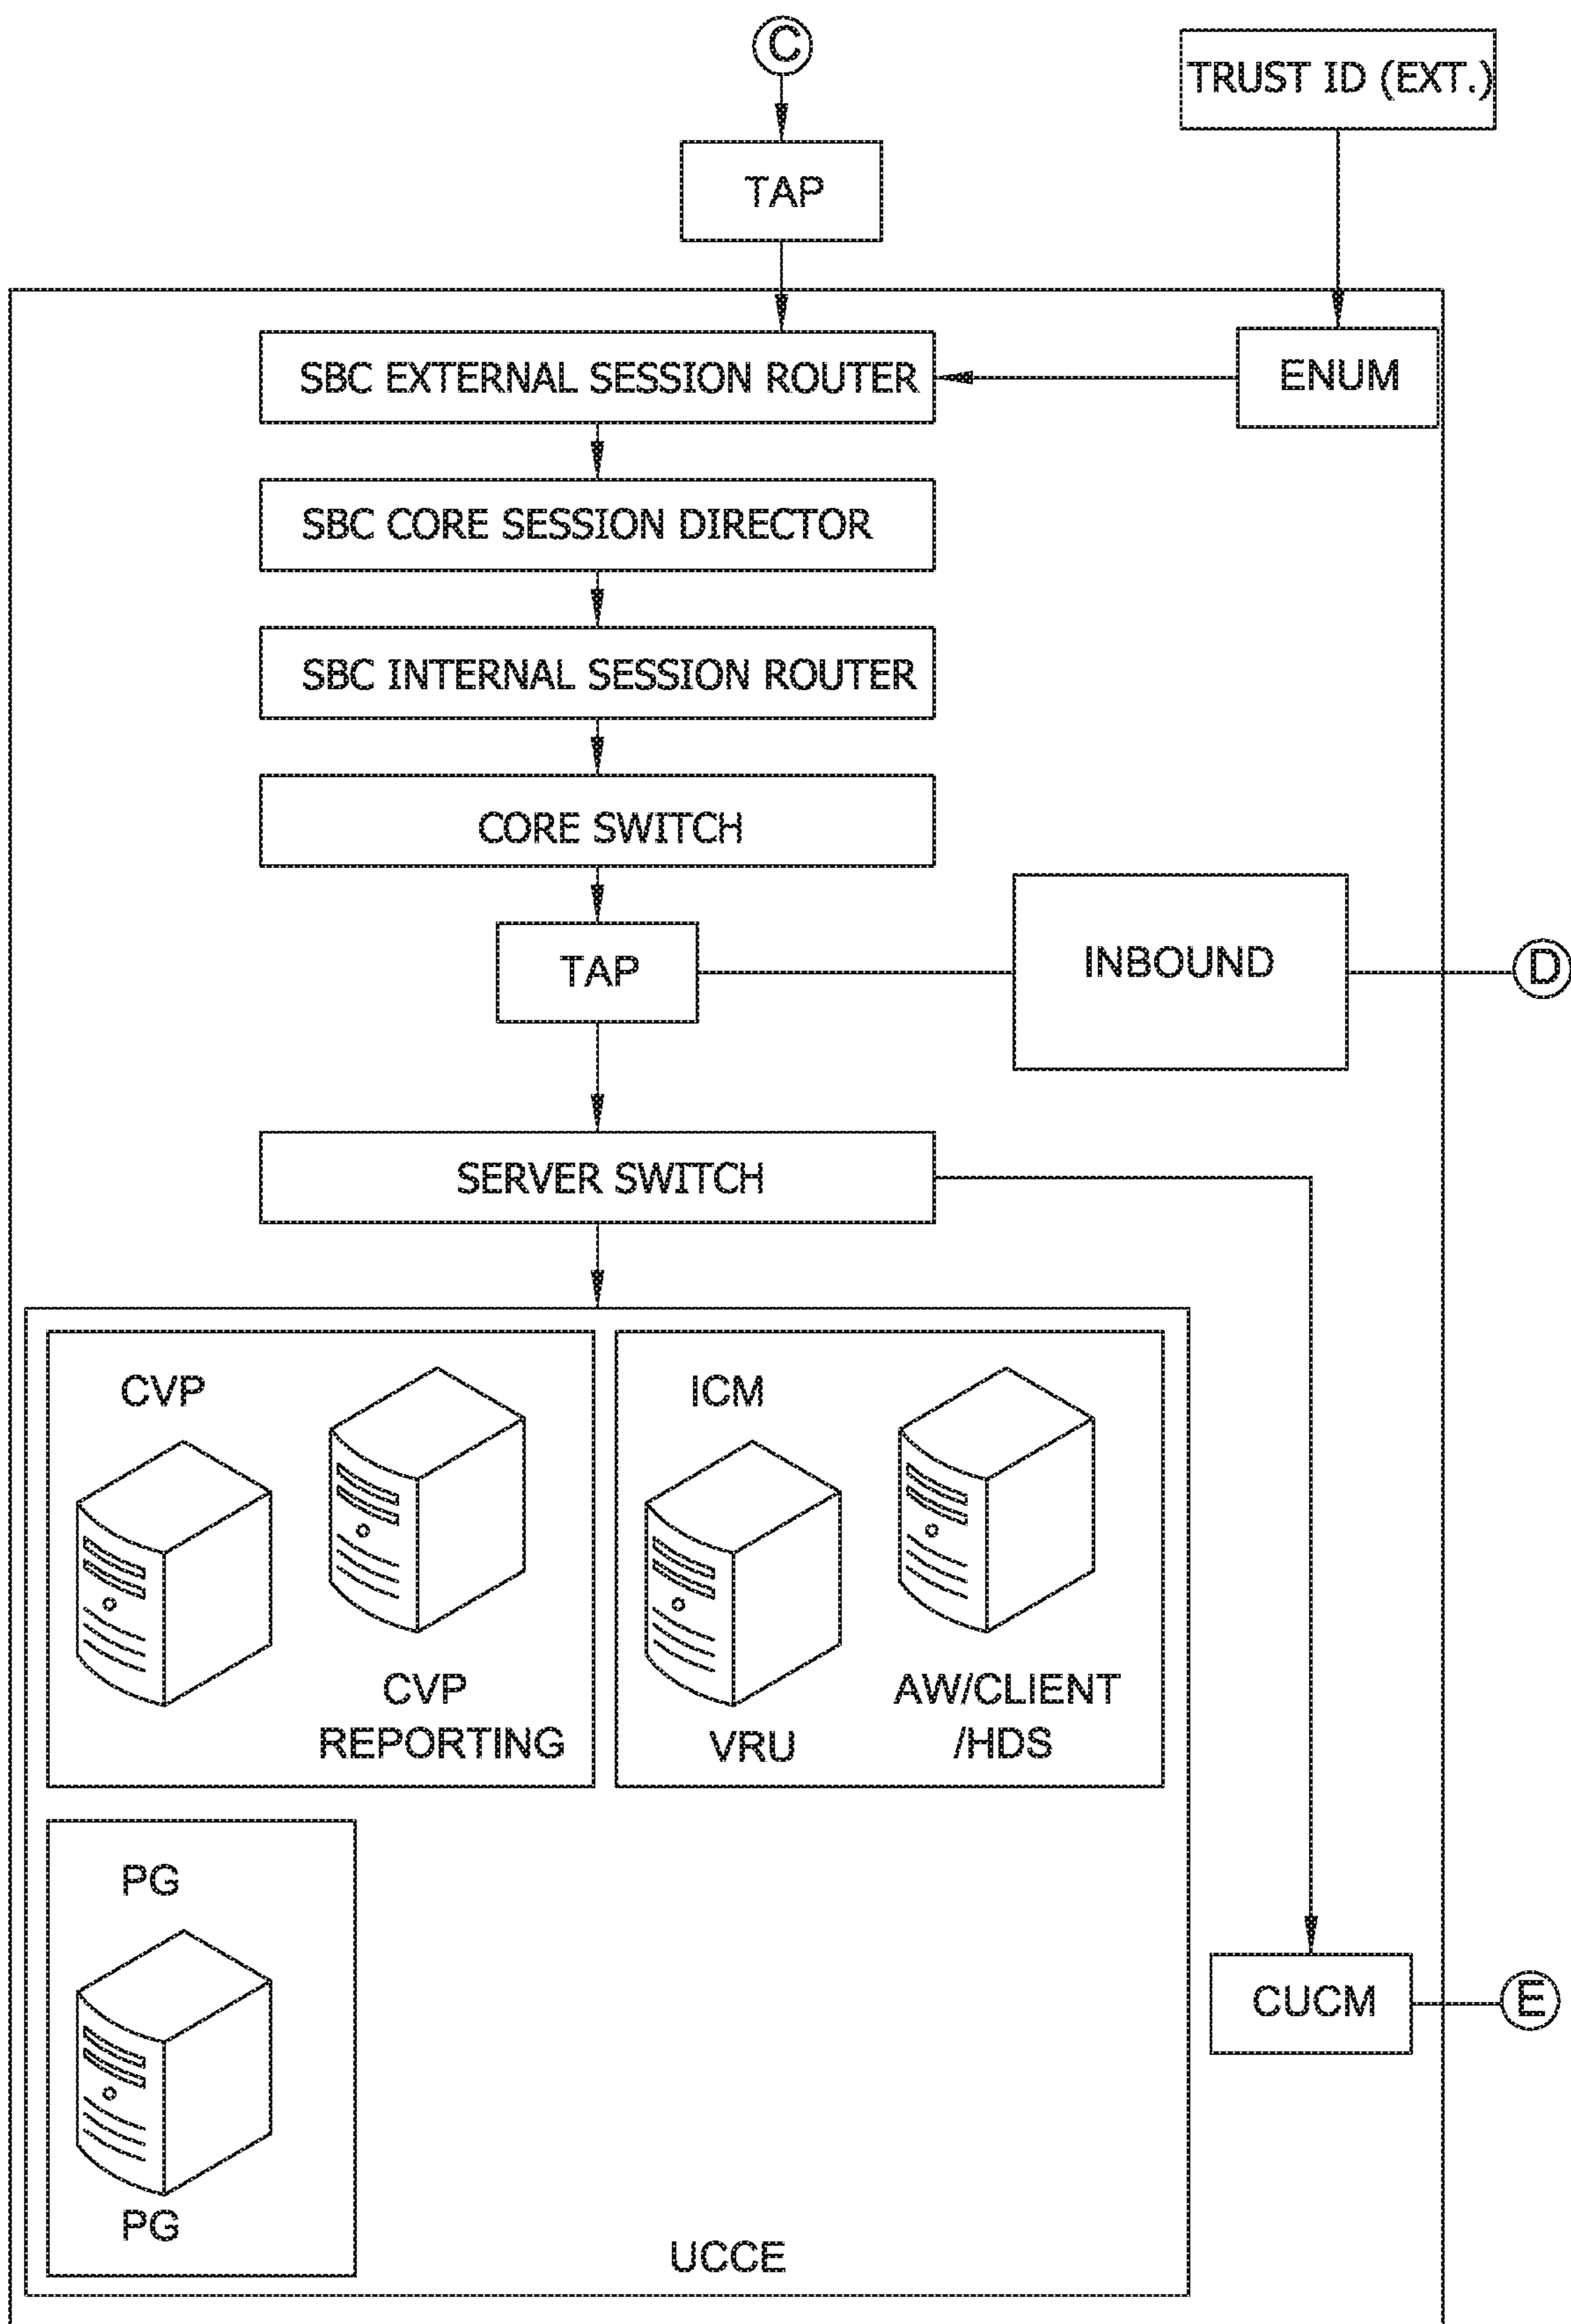 C
TRUST ID (EXT.)
TAP
SBC EXTERNAL SESSION ROUTER
ENUM
SBC CORE SESSION DIRECTOR
SBC INTERNAL SESSION ROUTER
CORE SWITCH
TAP
INBOUND
D
SERVER SWITCH
CVP
CVP
REPORTING
ICM
VRU
AW/CLIENT
/HDS
PG
PG
UCCE
CUCM
E